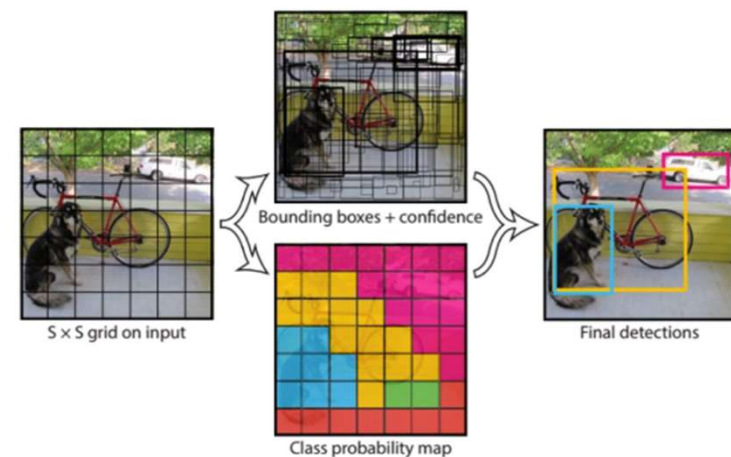 Bounding boxes + confidence
S × S grid on input
Final detections
Class probability map